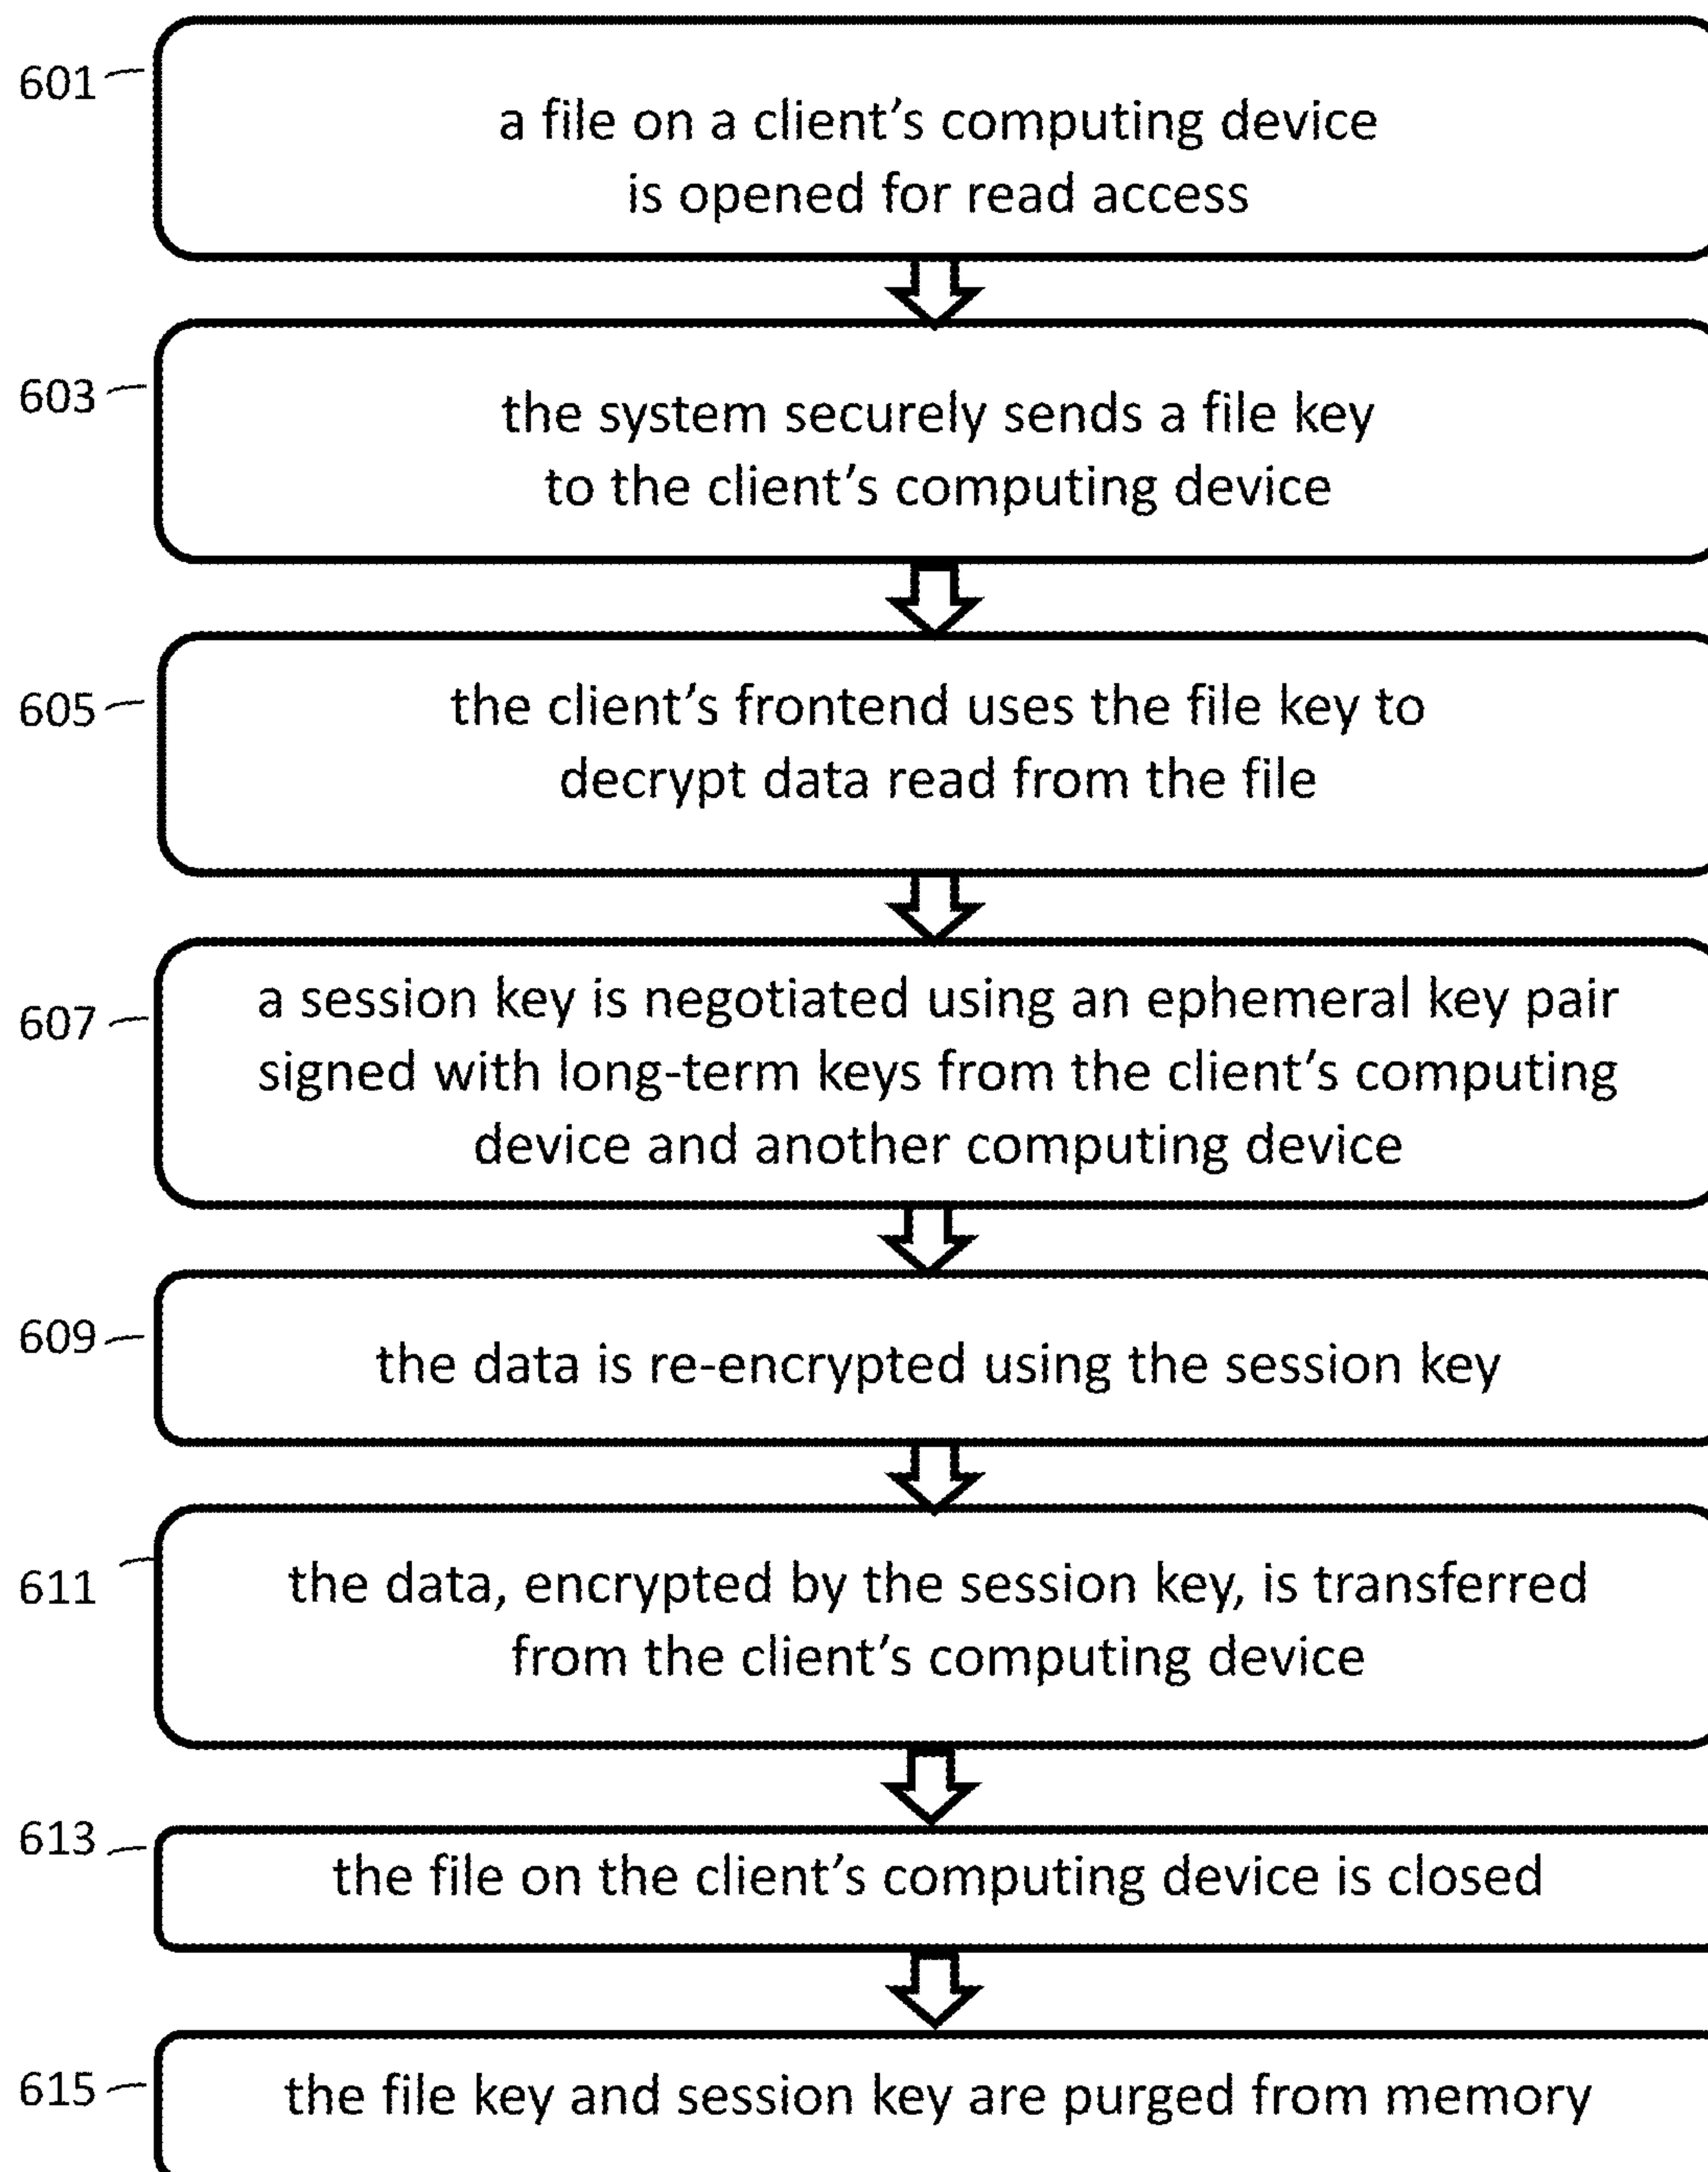 601
a file on a client's computing device
is opened for read access
603
the system securely sends a file key
to the client's computing device
605
the client's frontend uses the file key to
decrypt data read from the file
607
a session key is negotiated using an ephemeral key pair
signed with long-term keys from the client's computing
device and another computing device
609
the data is re-encrypted using the session key
611
the data, encrypted by the session key, is transferred
from the client's computing device
613
the file on the client's computing device is closed
615
the file key and session key are purged from memory